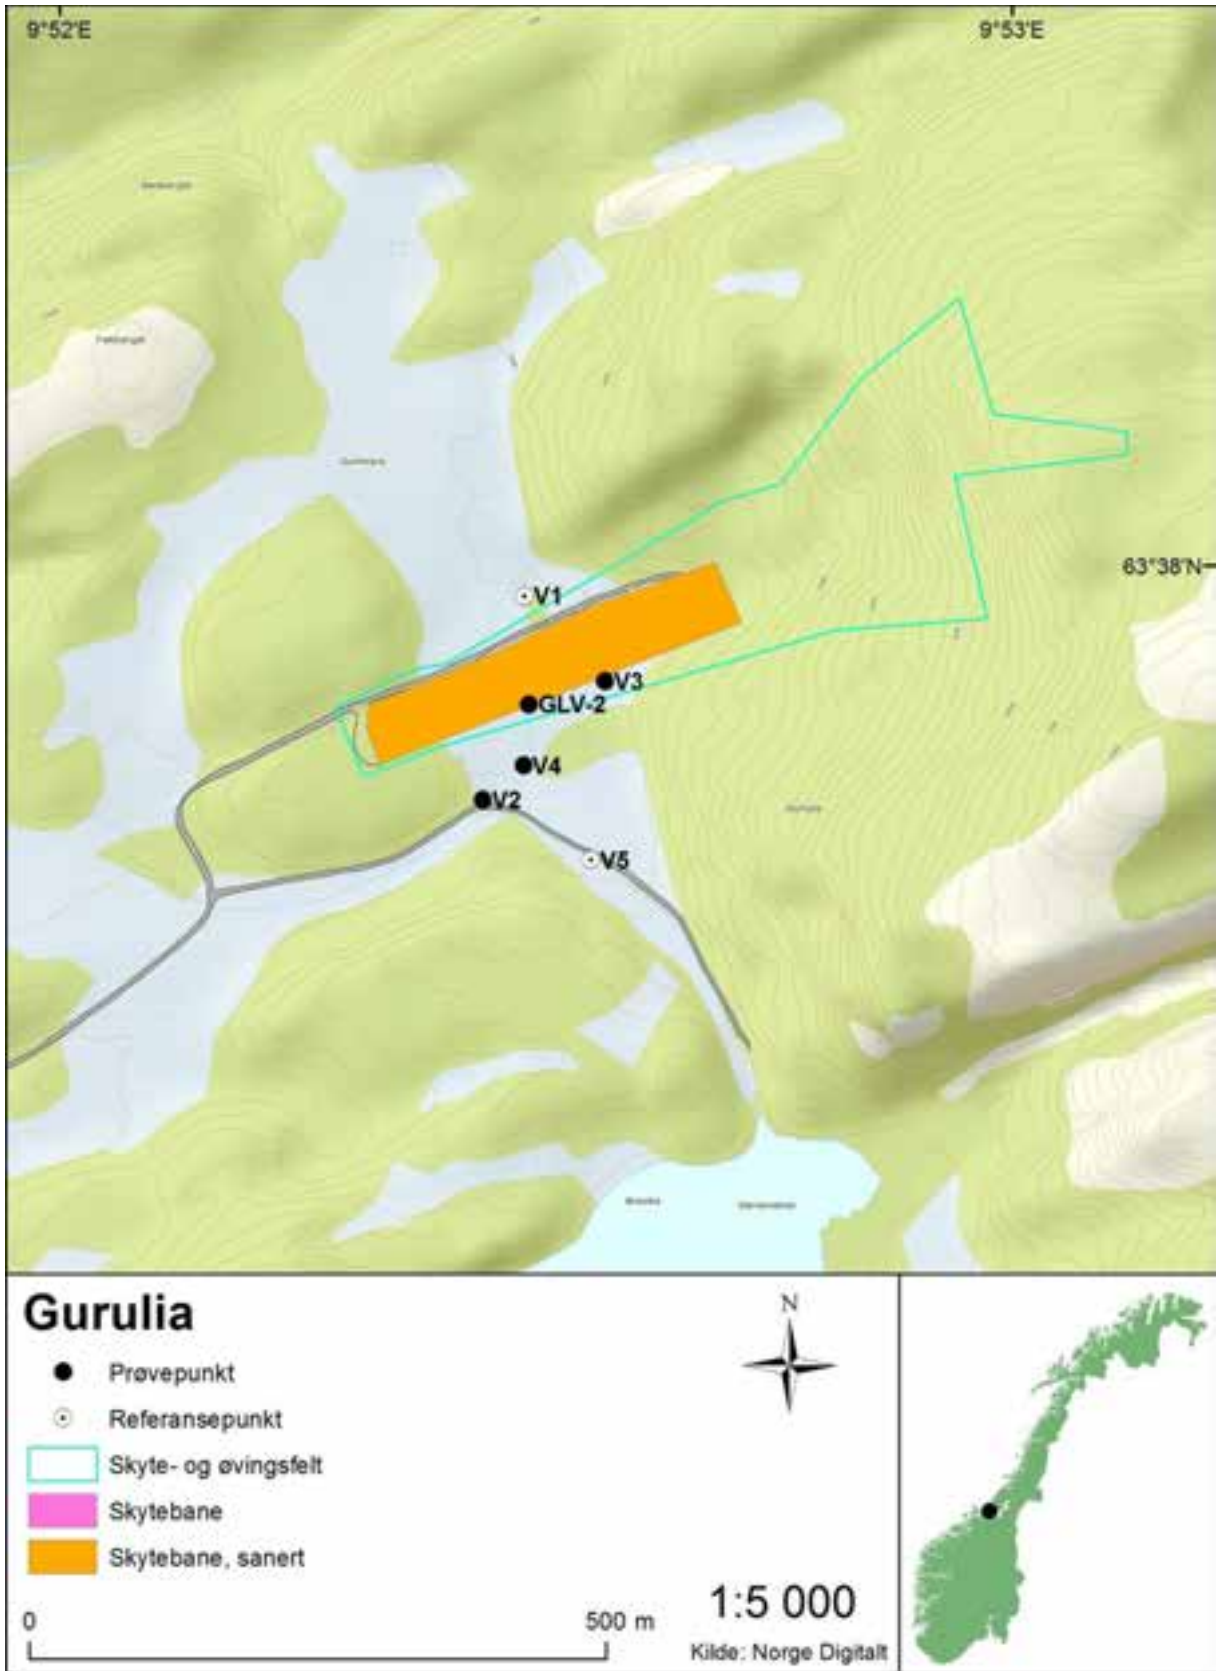 9°52'E
9°53'E
63°38'N
V1
V3
GLV-2
V4
V2
V5
Gurulia
N
Prøvepunkt
Referansepunkt
Skyte- og øvingsfelt
Skytebane
Skytebane, sanert
0
500 m
1:5 000
Kilde: Norge Digitalt